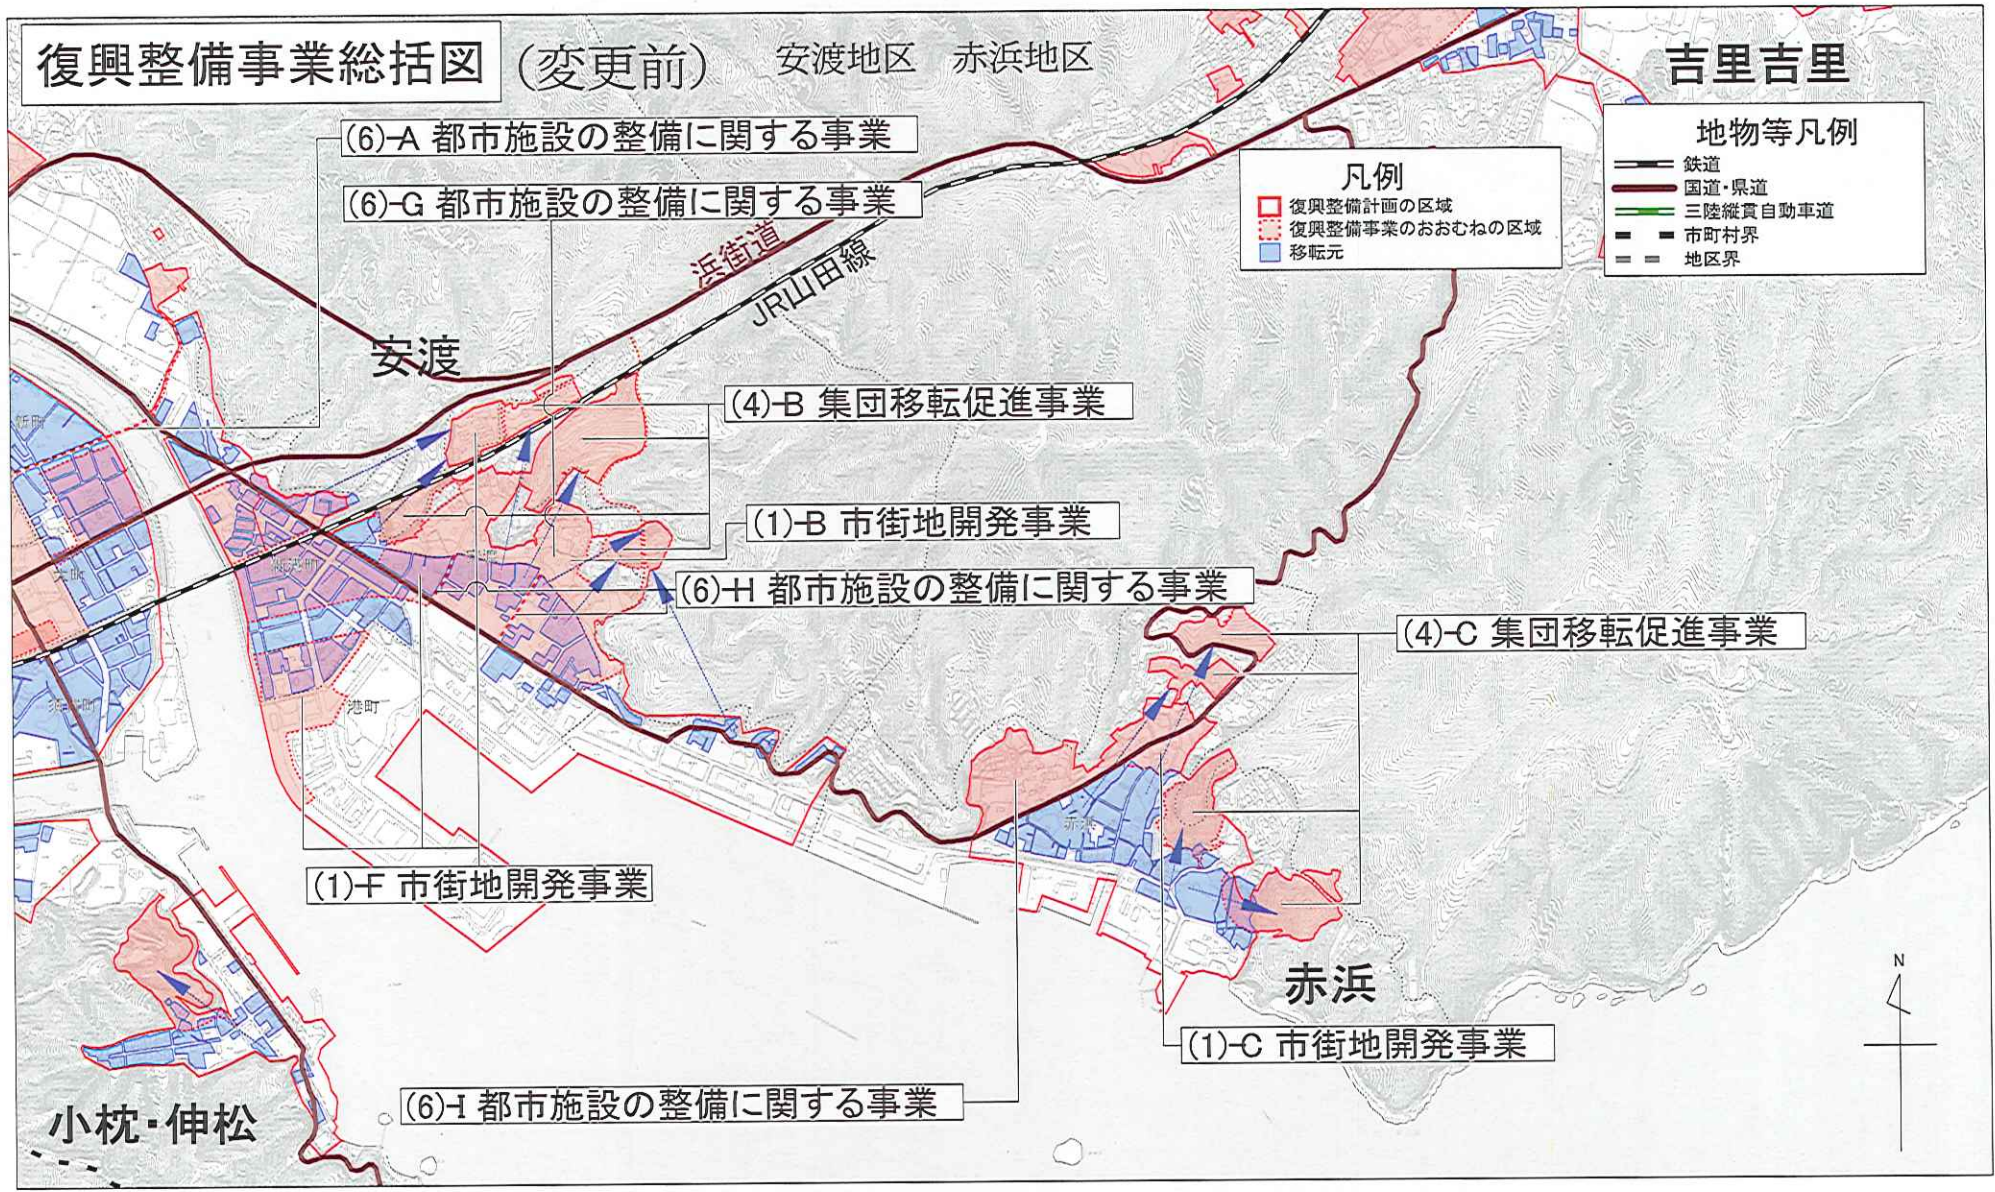 復興整備事業総括図
(変更前)
安渡地区 赤浜地区
吉里吉里
(6)-A 都市施設の整備に関する事業
(6)-G 都市施設の整備に関する事業
凡例
復興整備計画の区域
復興整備事業のおおむねの区域
移転元
地物等凡例
鉄道
国道・県道
三陸縦貫自動車道
市町村界
地区界
浜街道
JR山田線
安渡
(4)-B 集団移転促進事業
(1)-B 市街地開発事業
(6)-H 都市施設の整備に関する事業
(4)-C 集団移転促進事業
港町
(1)-F 市街地開発事業
赤浜
(1)-C 市街地開発事業
(6)-I 都市施設の整備に関する事業
小枕・伸松
N